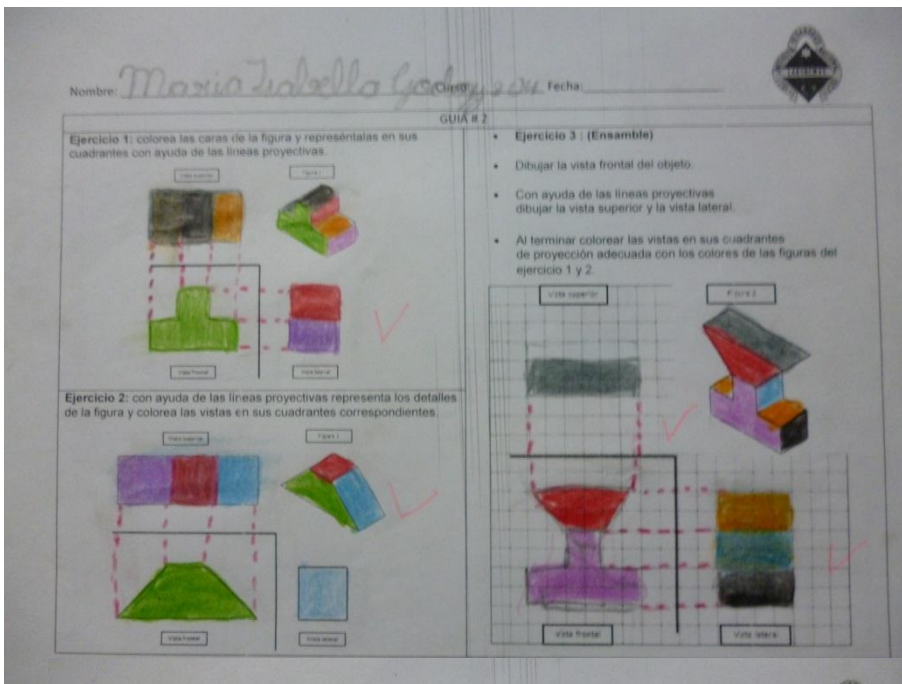 Nombre: Maria Isabella Godoy Curso: 204 Fecha:
GUIA # 2
Ejercicio 1: colorea las caras de la figura y represéntalas en sus
cuadrantes con ayuda de las líneas proyectivas.
Vista superior
Figura 1
Vista frontal
Vista lateral
Ejercicio 2: con ayuda de las líneas proyectivas representa los detalles
de la figura y colorea las vistas en sus cuadrantes correspondientes.
Vista superior
Vista frontal
Vista lateral
• Ejercicio 3 : (Ensamble)
• Dibujar la vista frontal del objeto.
• Con ayuda de las líneas proyectivas
dibujar la vista superior y la vista lateral.
• Al terminar colorear las vistas en sus cuadrantes
de proyección adecuada con los colores de las figuras del
ejercicio 1 y 2.
Vista superior
Figura 3
Vista frontal
Vista lateral